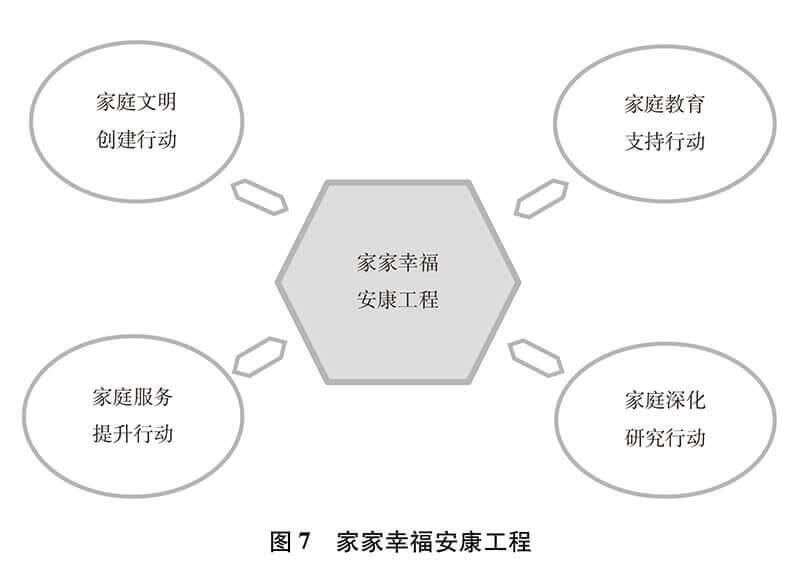 家庭文明
创建行动
家庭教育
支持行动
家家幸福
安康工程
家庭服务
提升行动
家庭深化
研究行动
图7 家家幸福安康工程